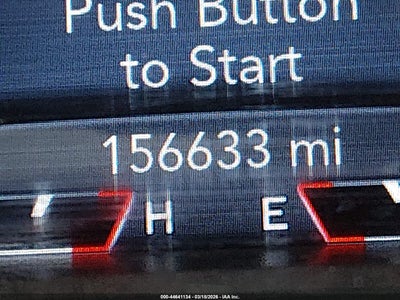 Push Button
to Start
156633 mi
H E
000-44641134 - 03/18/2026 - IAA Inc.